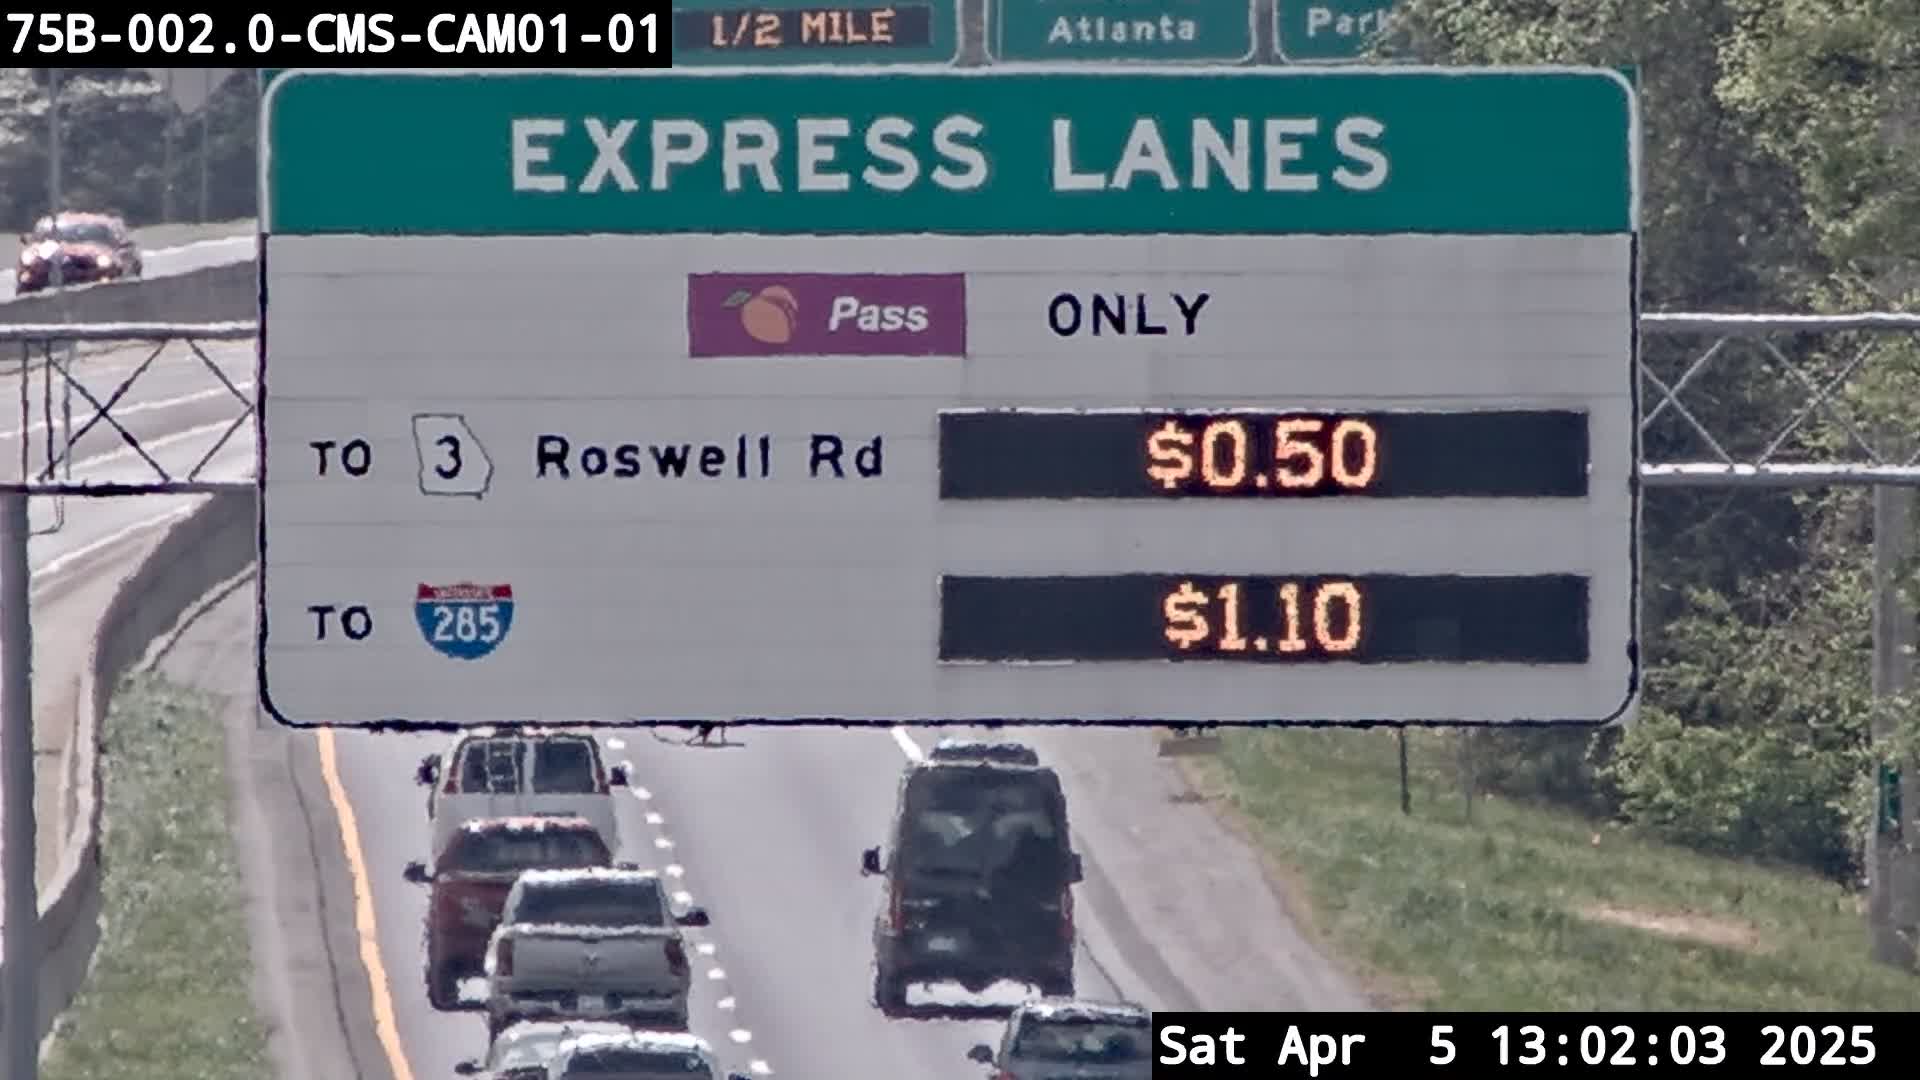 75B-002.0-CMS-CAM01-01
1/2 MILE
Atlanta
Park
EXPRESS LANES
Pass ONLY
TO 3 Roswell Rd $0.50
TO 285 $1.10
Sat Apr 5 13:02:03 2025